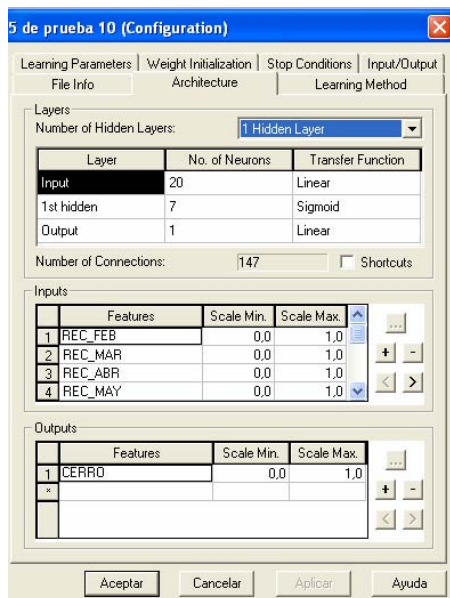 5 de prueba 10 (Configuration)
Learning Parameters Weight Initialization Stop Conditions Input/Output
File Info Architecture Learning Method
Layers
Number of Hidden Layers: 1 Hidden Layer
Layer No. of Neurons Transfer Function
Input 20 Linear
1st hidden 7 Sigmoid
Output 1 Linear
Number of Connections: 147 Shortcuts
Inputs
Features Scale Min. Scale Max.
1 REC_FEB 0,0 1,0
2 REC_MAR 0,0 1,0
3 REC_ABR 0,0 1,0
4 REC_MAY 0,0 1,0
...
+ -
< >
Outputs
Features Scale Min. Scale Max.
1 CERRO 0,0 1,0
*
...
+ -
< >
Aceptar Cancelar Aplicar Ayuda